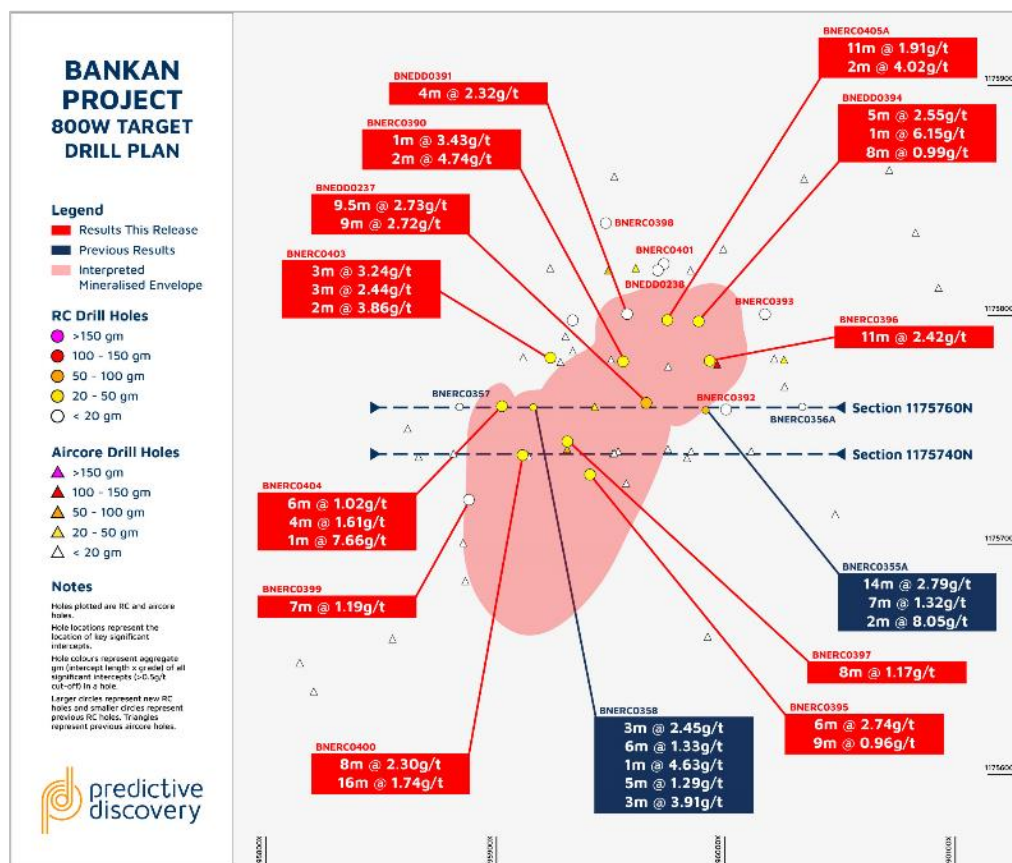 BANKAN
PROJECT
800W TARGET
DRILL PLAN
Legend
Results This Release
Previous Results
Interpreted
Mineralised Envelope
RC Drill Holes
>150 gm
100 - 150 gm
50 - 100 gm
20 - 50 gm
< 20 gm
Aircore Drill Holes
>150 gm
100 - 150 gm
50 - 100 gm
20 - 50 gm
< 20 gm
Notes
Holes plotted are RC and aircore
holes.
Hole locations represent the
location of key significant
intercepts.
Hole colours represent aggregate
gm (intercept length x grade) of all
significant intercepts (>0.5g/t
cut-off) in a hole.
Larger circles represent new RC
holes and smaller circles represent
previous RC holes. Triangles
represent previous aircore holes.
predictive
discovery
BNERC0405A
11m @ 1.91g/t
2m @ 4.02g/t
BNEDD0391
4m @ 2.32g/t
BNEDD0394
5m @ 2.55g/t
1m @ 6.15g/t
8m @ 0.99g/t
BNERC0390
1m @ 3.43g/t
2m @ 4.74g/t
BNEDD0237
9.5m @ 2.73g/t
9m @ 2.72g/t
BNERC0398
BNERC0401
BNEDD0238
BNERC0403
3m @ 3.24g/t
3m @ 2.44g/t
2m @ 3.86g/t
BNERC0393
BNERC0396
11m @ 2.42g/t
BNERC0357
BNERC0392
BNERC0356A
Section 1175760N
Section 1175740N
BNERC0404
6m @ 1.02g/t
4m @ 1.61g/t
1m @ 7.66g/t
BNERC0399
7m @ 1.19g/t
BNERC0355A
14m @ 2.79g/t
7m @ 1.32g/t
2m @ 8.05g/t
BNERC0397
8m @ 1.17g/t
BNERC0395
6m @ 2.74g/t
9m @ 0.96g/t
BNERC0358
3m @ 2.45g/t
6m @ 1.33g/t
1m @ 4.63g/t
5m @ 1.29g/t
3m @ 3.91g/t
BNERC0400
8m @ 2.30g/t
16m @ 1.74g/t
1175900
1175800
1175700
1175600